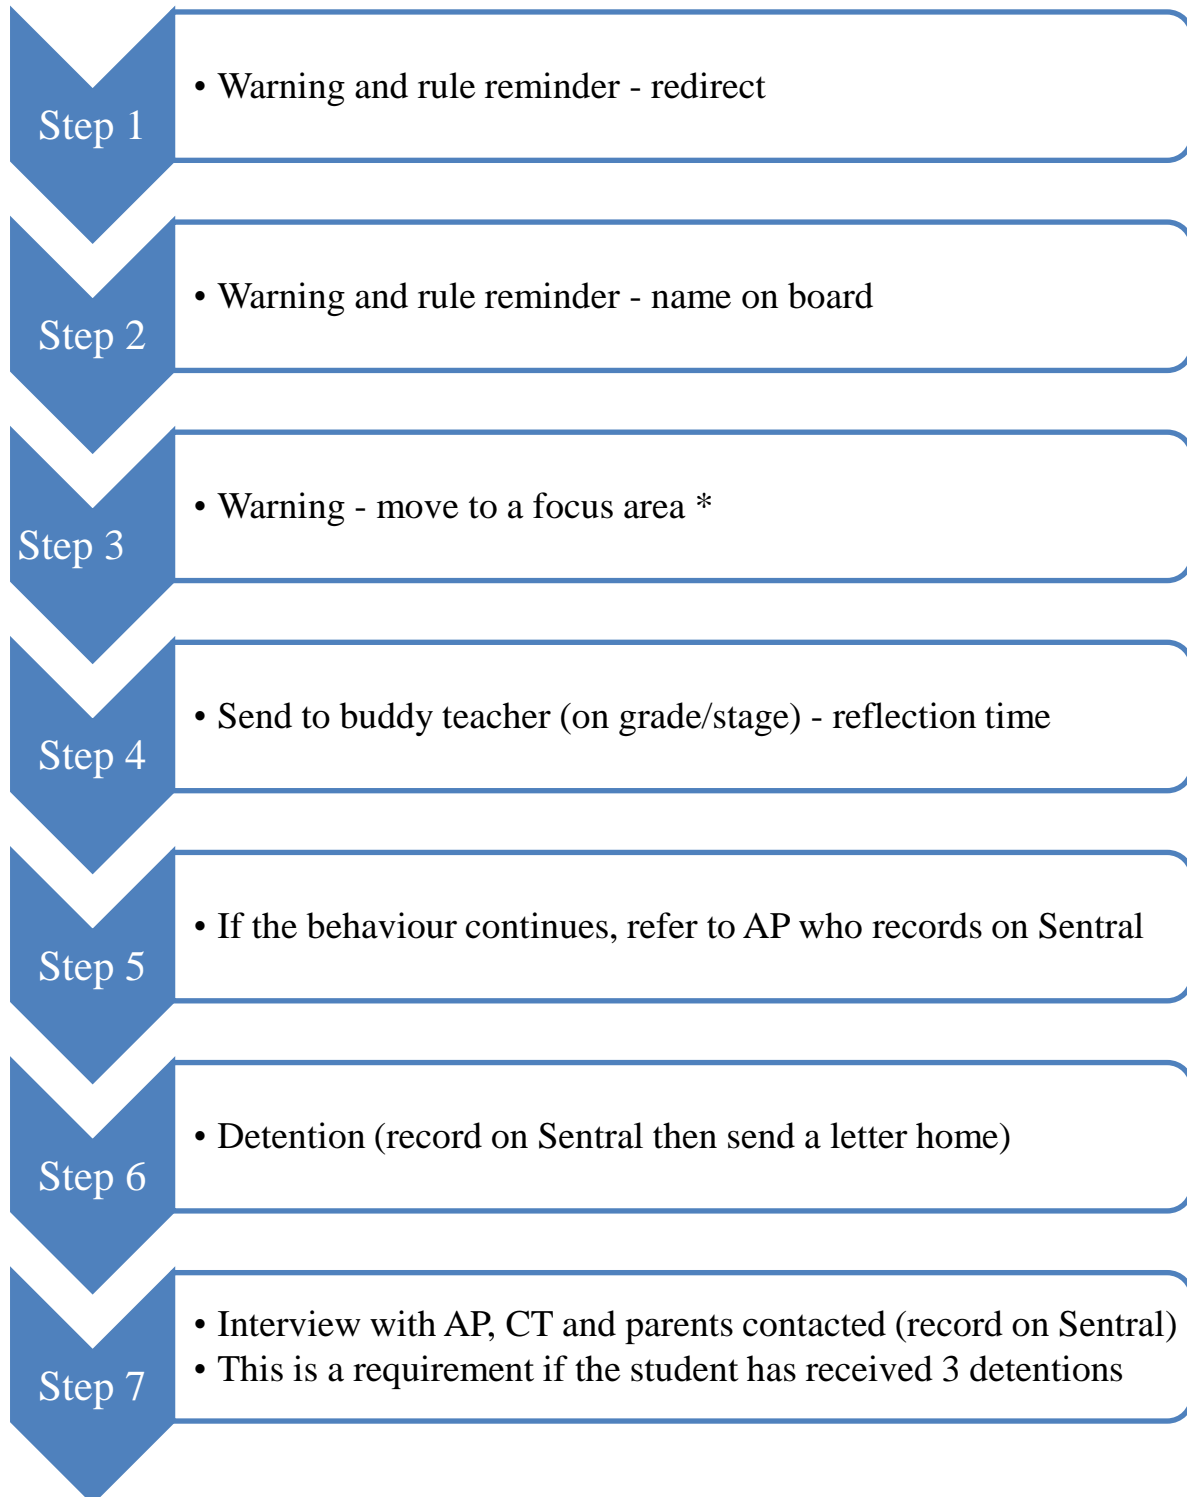 Step 1
• Warning and rule reminder - redirect
Step 2
• Warning and rule reminder - name on board
Step 3
• Warning - move to a focus area *
Step 4
• Send to buddy teacher (on grade/stage) - reflection time
Step 5
• If the behaviour continues, refer to AP who records on Sentral
Step 6
• Detention (record on Sentral then send a letter home)
Step 7
• Interview with AP, CT and parents contacted (record on Sentral)
• This is a requirement if the student has received 3 detentions